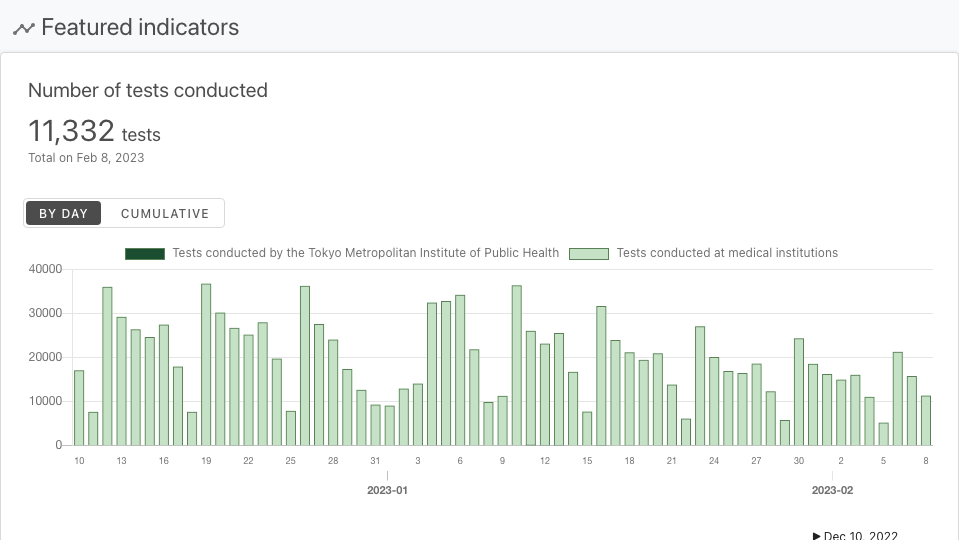 Featured indicators
Number of tests conducted
11,332 tests
Total on Feb 8, 2023
BY DAY CUMULATIVE
Tests conducted by the Tokyo Metropolitan Institute of Public Health Tests conducted at medical institutions
40000
30000
20000
10000
0
10 13 16 19 22 25 28 31 3 6 9 12 15 18 21 24 27 30 2 5 8
2023-01 2023-02
▶ Dec 10, 2022